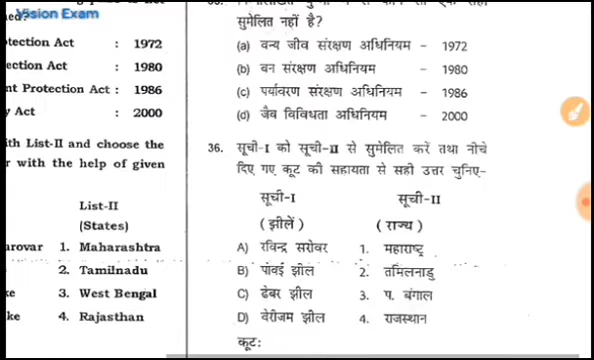 Vision Exam
tection Act : 1972
ection Act : 1980
nt Protection Act : 1986
y Act : 2000
ith List-II and choose the
r with the help of given
List-II
(States)
arovar 1. Maharashtra
2. Tamilnadu
ke 3. West Bengal
ke 4. Rajasthan
सुमेलित नहीं है?
(a) वन्य जीव संरक्षण अधिनियम – 1972
(b) वन संरक्षण अधिनियम – 1980
(c) पर्यावरण संरक्षण अधिनियम – 1986
(d) जैव विविधता अधिनियम – 2000
36. सूची-I को सूची-II से सुमेलित करें तथा नीचे
दिए गए कूट की सहायता से सही उत्तर चुनिए-
सूची-I सूची-II
(झीलें) (राज्य)
A) रविन्द्र सरोवर 1. महाराष्ट्र
B) पोवई झील 2. तमिलनाडु
C) ढेबर झील 3. प. बंगाल
D) वेरीजम झील 4. राजस्थान
कूट: